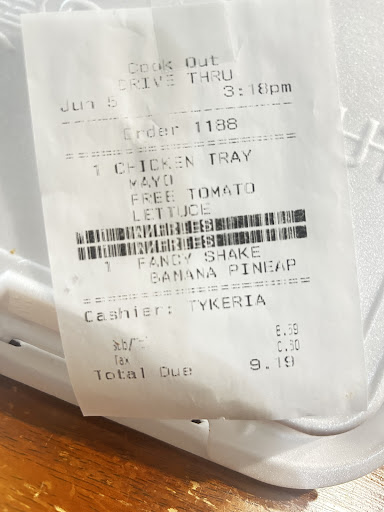 Cook Out
DRIVE THRU
Jun 5 3:18pm
Order 1188
1 CHICKEN TRAY
MAYO
FREE TOMATO
LETTUCE
1 FANCY SHAKE
BANANA PINEAP
Cashier: TYKERIA
8.39
Tax 0.80
Total Due 9.19